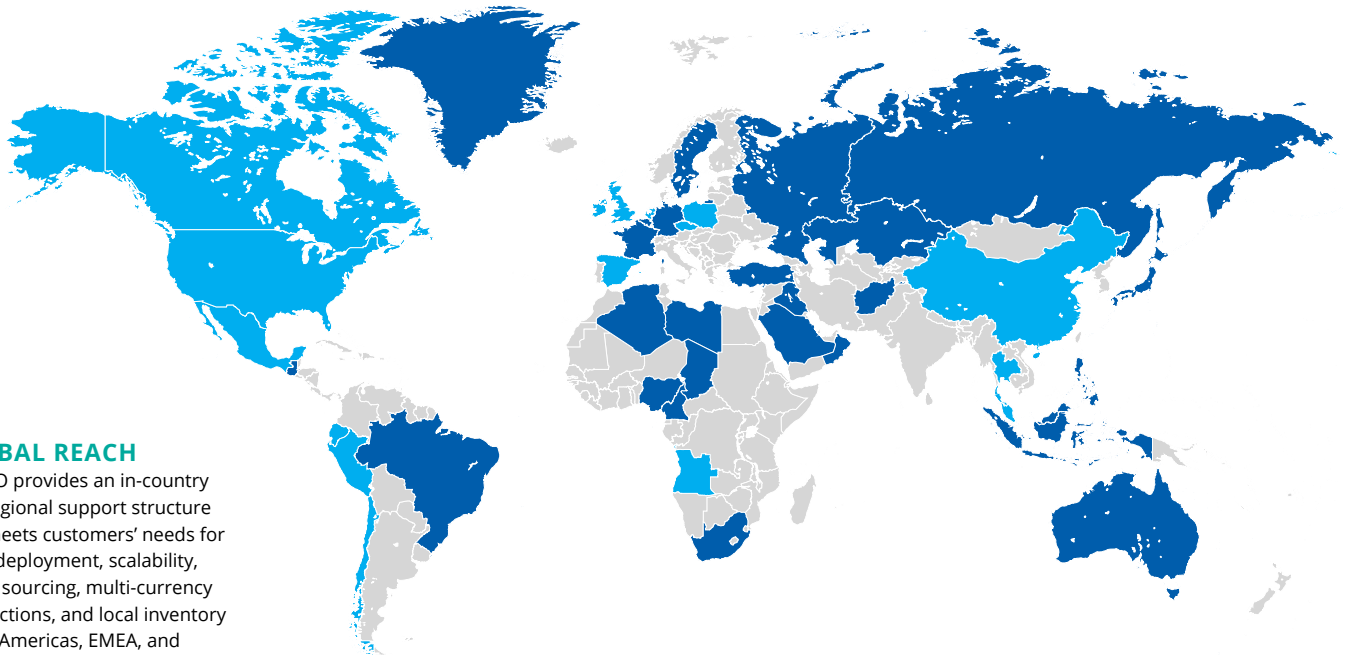 BAL REACH
provides an in-country
gional support structure
eets customers’ needs for
deployment, scalability,
sourcing, multi-currency
ctions, and local inventory
Americas, EMEA, and